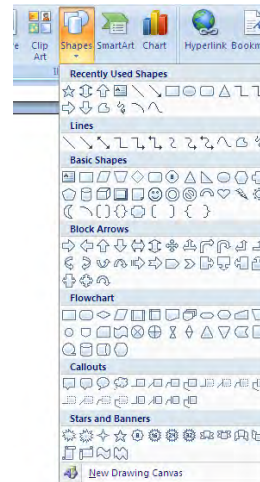 Clip Art Shapes SmartArt Chart Hyperlink Bookm
Recently Used Shapes
Lines
Basic Shapes
Block Arrows
Flowchart
Callouts
Stars and Banners
New Drawing Canvas